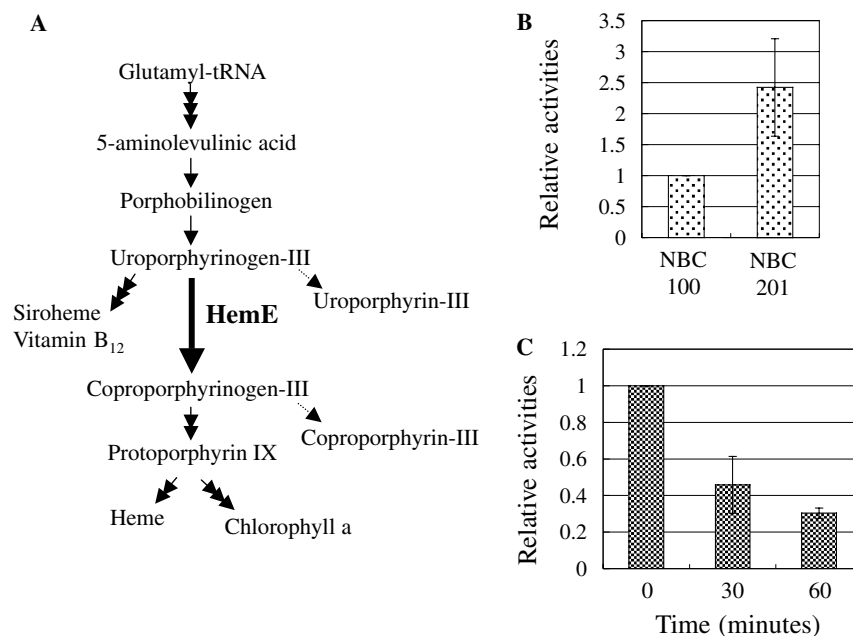 A
Glutamyl-tRNA
5-aminolevulinic acid
Porphobilinogen
Uroporphyrinogen-III
Uroporphyrin-III
Siroheme
Vitamin B₁₂
HemE
Coproporphyrinogen-III
Coproporphyrin-III
Protoporphyrin IX
Heme
Chlorophyll a
B
Relative activities
3.5
3
2.5
2
1.5
1
0.5
0
NBC
100
NBC
201
C
Relative activities
1.2
1
0.8
0.6
0.4
0.2
0
0
30
60
Time (minutes)